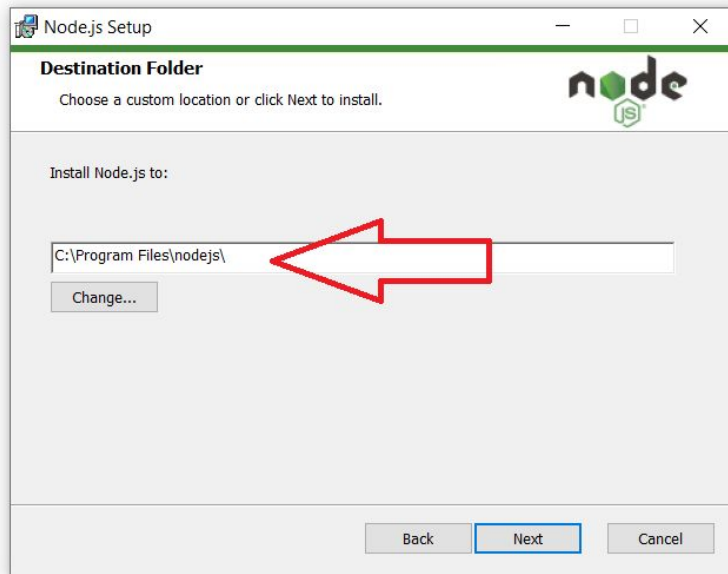 Node.js Setup
Destination Folder
Choose a custom location or click Next to install.
node
JS
Install Node.js to:
C:\Program Files\nodejs\
Change...
Back Next Cancel